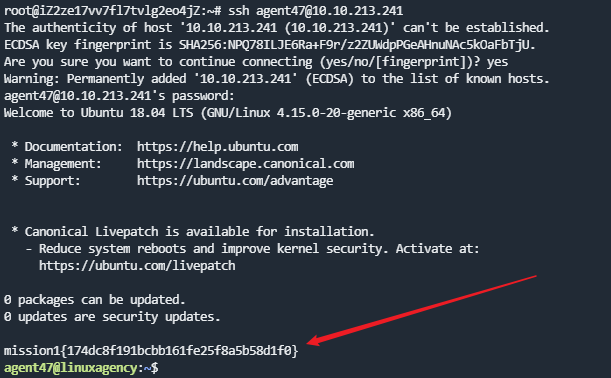 root@iZ2ze17vv7fl7tvlg2eo4jZ:~# ssh agent47@10.10.213.241
The authenticity of host '10.10.213.241 (10.10.213.241)' can't be established.
ECDSA key fingerprint is SHA256:NPQ78ILJE6Ra+F9r/z2ZUWdpPGeAHnuNAc5kOaFbTjU.
Are you sure you want to continue connecting (yes/no/[fingerprint])? yes
Warning: Permanently added '10.10.213.241' (ECDSA) to the list of known hosts.
agent47@10.10.213.241's password:
Welcome to Ubuntu 18.04 LTS (GNU/Linux 4.15.0-20-generic x86_64)
* Documentation:  https://help.ubuntu.com
* Management:     https://landscape.canonical.com
* Support:        https://ubuntu.com/advantage
* Canonical Livepatch is available for installation.
- Reduce system reboots and improve kernel security. Activate at:
https://ubuntu.com/livepatch
0 packages can be updated.
0 updates are security updates.
mission1{174dc8f191bcbb161fe25f8a5b58d1f0}
agent47@linuxagency:~$